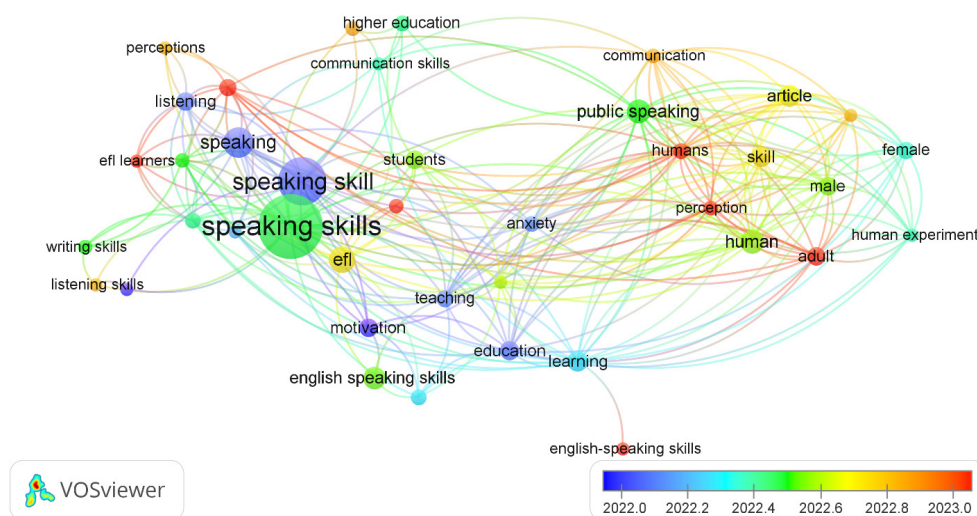 higher education
perceptions
communication
communication skills
listening
article
public speaking
speaking
efl learners
students
humans
skill
female
speaking skill
male
perception
speaking skills
anxiety
writing skills
human
human experiment
efl
adult
listening skills
teaching
motivation
education
learning
english speaking skills
english-speaking skills
VOSviewer
2022.0 2022.2 2022.4 2022.6 2022.8 2023.0